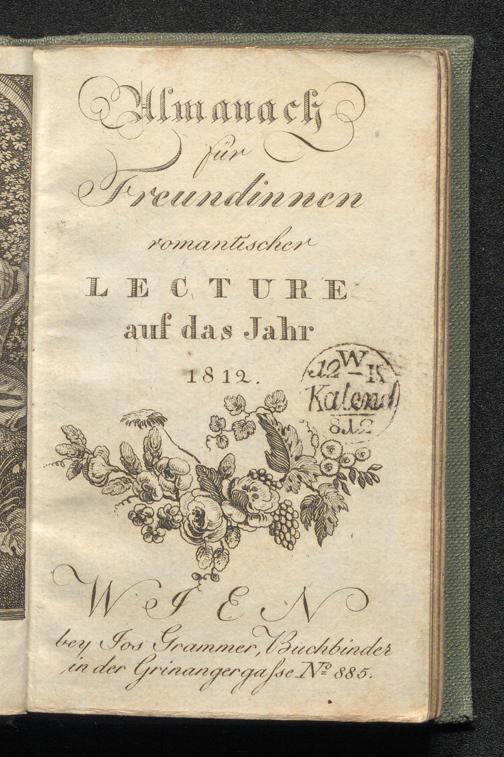 Almanach
für
Freundinnen
romantischer
LECTURE
auf das Jahr
1812.
12 W
K
Kalend
812
WIEN
bey Jos Grammer, Buchbinder
in der Grinangergaſse Nº 885.